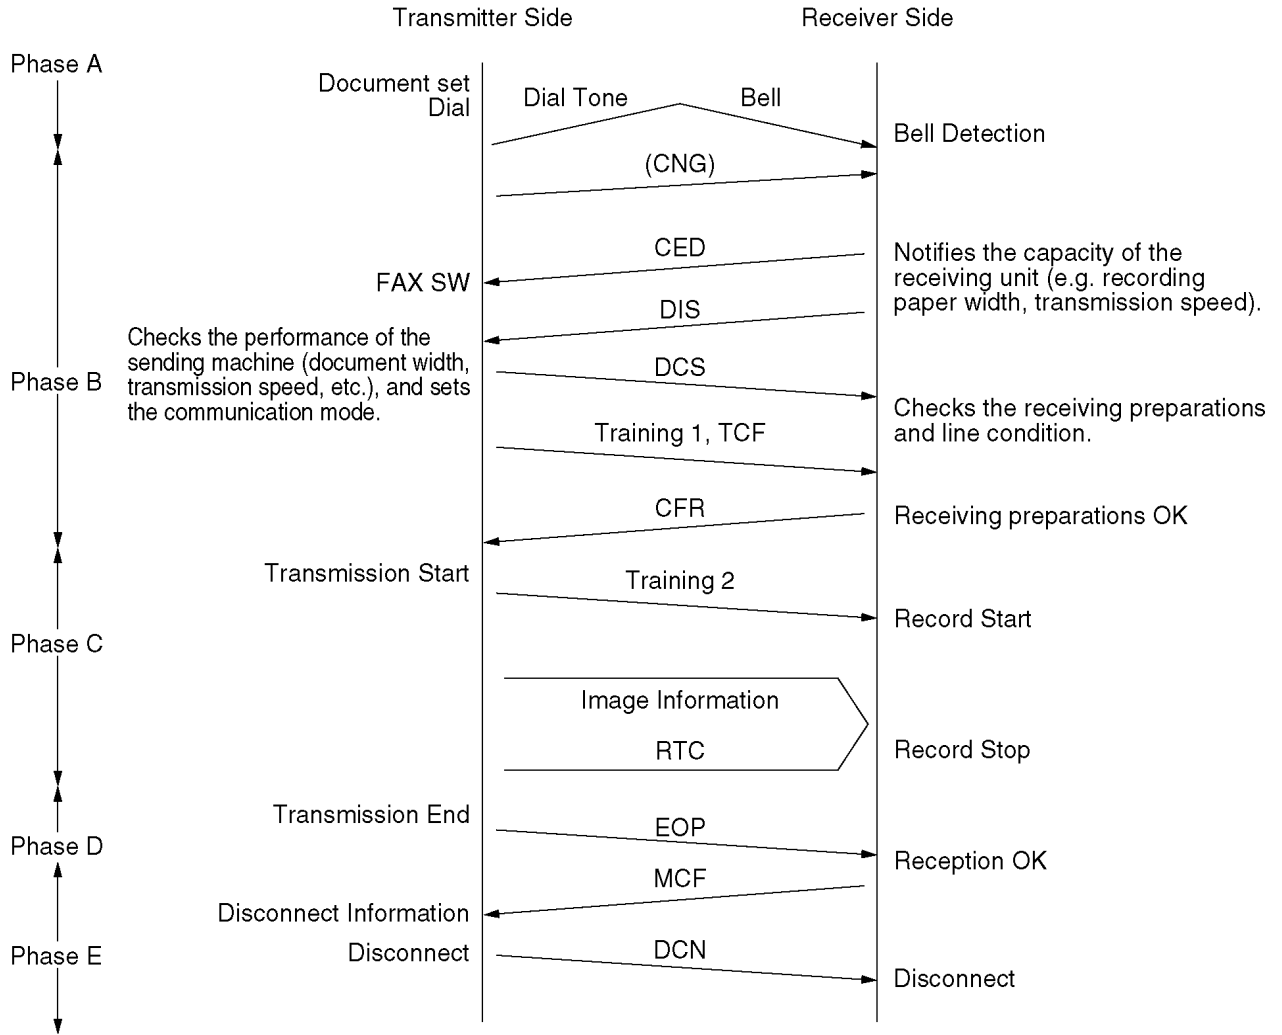 Transmitter Side
Receiver Side
Phase A
Document set
Dial
Dial Tone
Bell
Bell Detection
(CNG)
CED
Notifies the capacity of the
receiving unit (e.g. recording
paper width, transmission speed).
FAX SW
DIS
Checks the performance of the
sending machine (document width,
transmission speed, etc.), and sets
the communication mode.
Phase B
DCS
Checks the receiving preparations
and line condition.
Training 1, TCF
CFR
Receiving preparations OK
Transmission Start
Training 2
Record Start
Phase C
Image Information
RTC
Record Stop
Transmission End
EOP
Phase D
Reception OK
MCF
Disconnect Information
Phase E
Disconnect
DCN
Disconnect